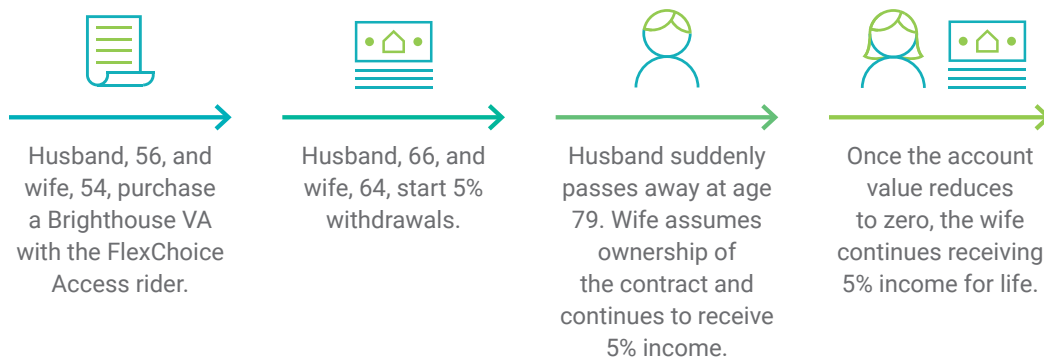 Husband, 56, and
wife, 54, purchase
a Brighthouse VA
with the FlexChoice
Access rider.
Husband, 66, and
wife, 64, start 5%
withdrawals.
Husband suddenly
passes away at age
79. Wife assumes
ownership of
the contract and
continues to receive
5% income.
Once the account
value reduces
to zero, the wife
continues receiving
5% income for life.